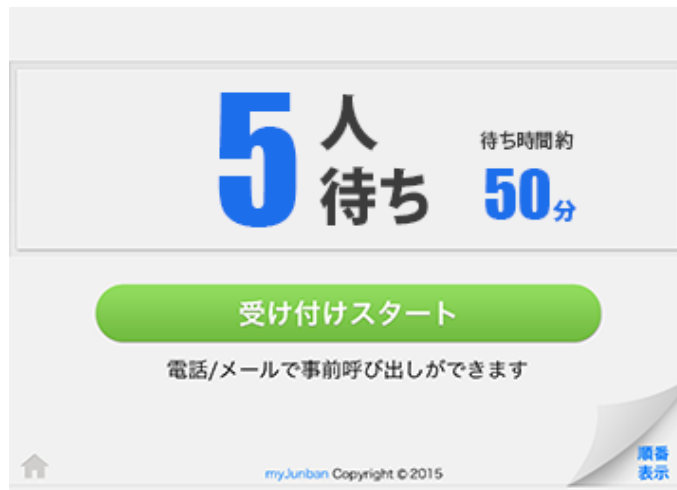 5人待ち
待ち時間約
50分
受け付けスタート
電話/メールで事前呼び出しができます
順番
表示
myJunban Copyright © 2015